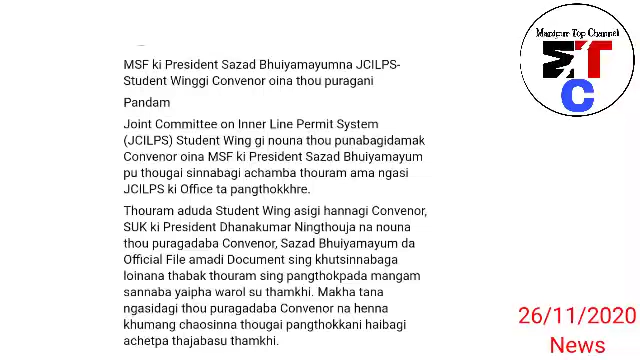 Manipur Top Channel
MTC
MSF ki President Sazad Bhuiyamayumna JCILPS-
Student Winggi Convenor oina thou puragani
Pandam
Joint Committee on Inner Line Permit System
(JCILPS) Student Wing gi nouna thou punabagidamak
Convenor oina MSF ki President Sazad Bhuiyamayum
pu thougai sinnabagi achamba thouram ama ngasi
JCILPS ki Office ta pangthokkhre.
Thouram aduda Student Wing asigi hannagi Convenor,
SUK ki President Dhanakumar Ningthouja na nouna
thou puragadaba Convenor, Sazad Bhuiyamayum da
Official File amadi Document sing khutsinnabaga
loinana thabak thouram sing pangthokpada mangam
sannaba yaipha warol su thamkhi. Makha tana
ngasidagi thou puragadaba Convenor na henna
khumang chaosinna thougai pangthokkani haibagi
achetpa thajabasu thamkhi.
26/11/2020
News